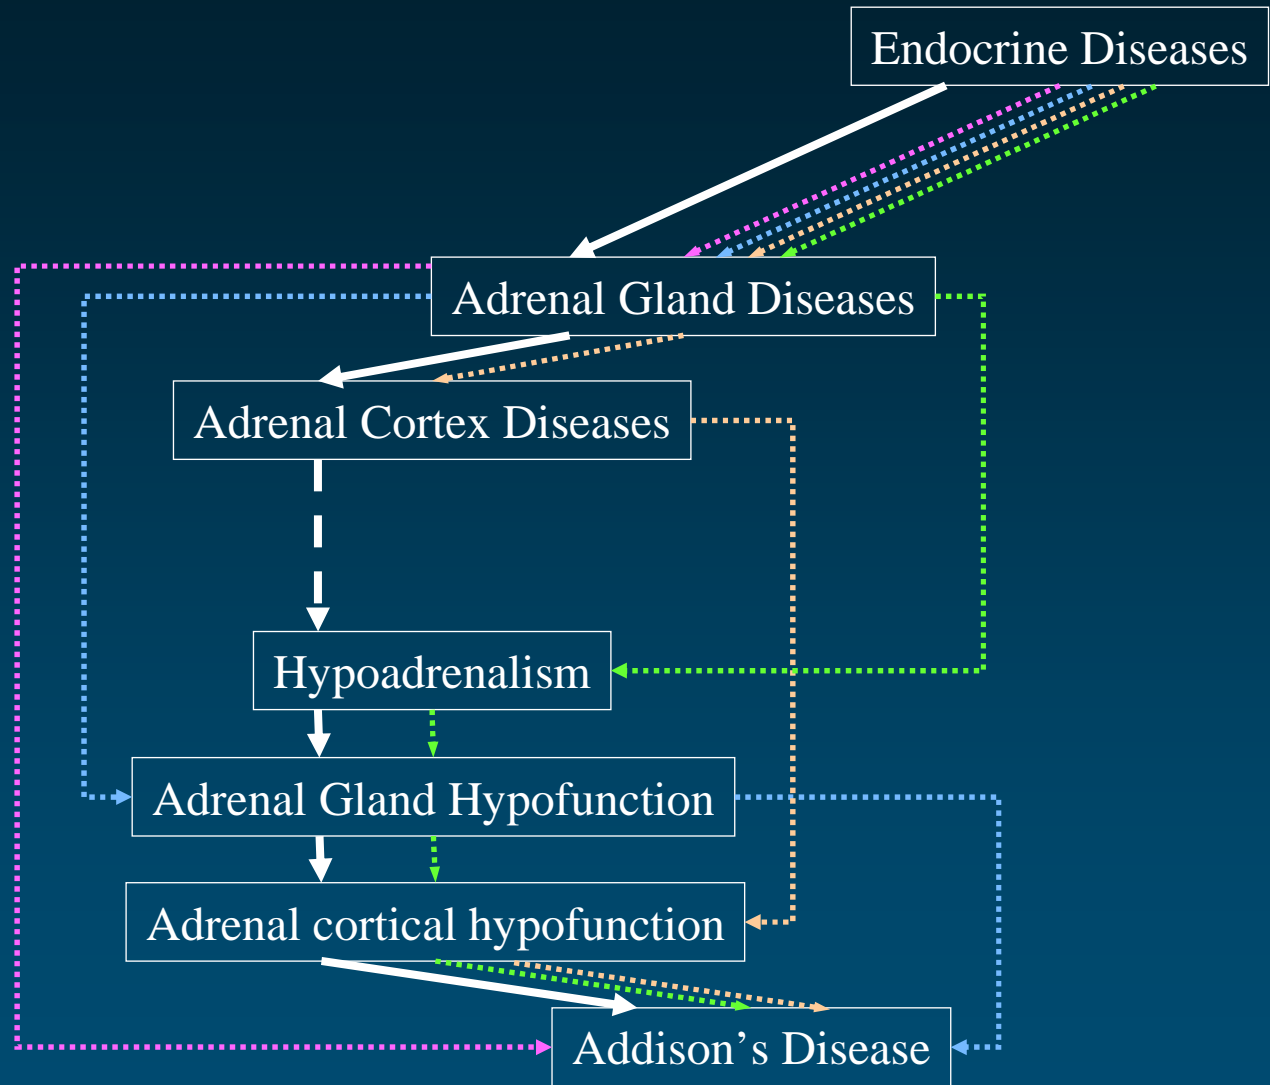 Endocrine Diseases
Adrenal Gland Diseases
Adrenal Cortex Diseases
Hypoadrenalism
Adrenal Gland Hypofunction
Adrenal cortical hypofunction
Addison’s Disease